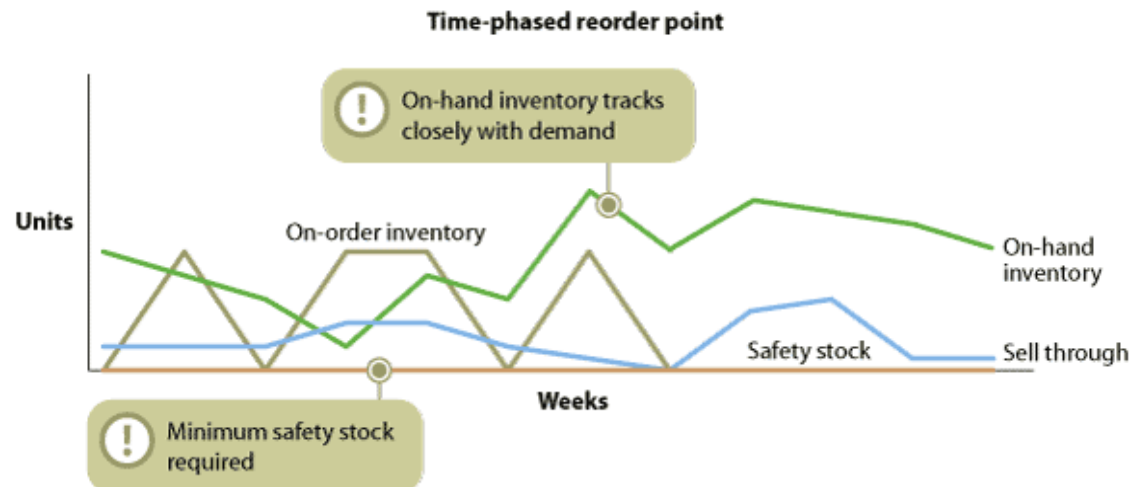 Time-phased reorder point
On-hand inventory tracks
closely with demand
Units
On-order inventory
On-hand
inventory
Safety stock
Sell through
Weeks
Minimum safety stock
required